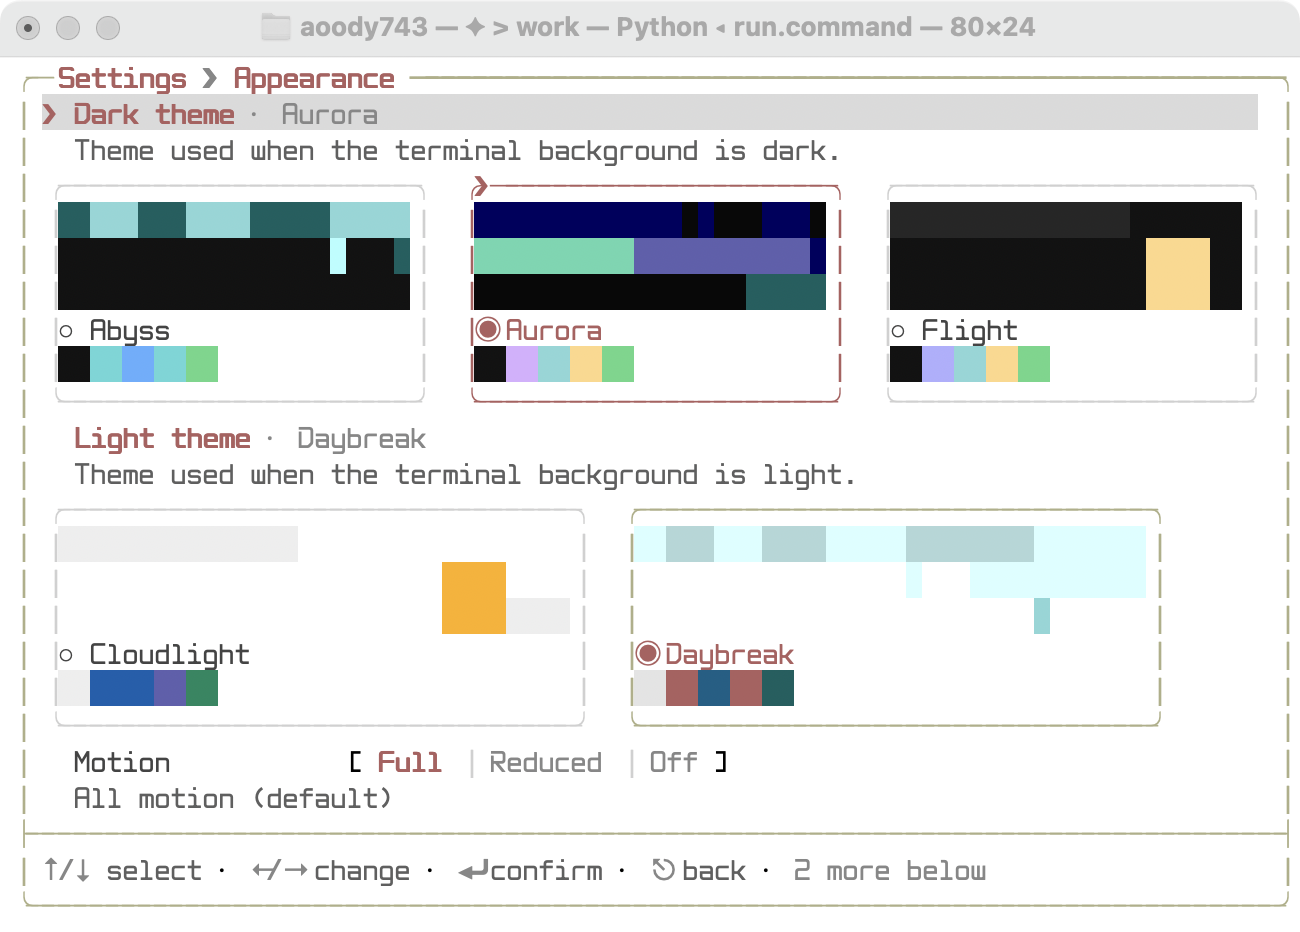 aoody743 — ✦ > work — Python ◂ run.command — 80×24
Settings ❯ Appearance
❯ Dark theme · Aurora
Theme used when the terminal background is dark.
○ Abyss
◉ Aurora
○ Flight
Light theme · Daybreak
Theme used when the terminal background is light.
○ Cloudlight
◉ Daybreak
Motion [ Full | Reduced | Off ]
All motion (default)
↑/↓ select · ←/→ change · ↵ confirm · ⎋ back · 2 more below